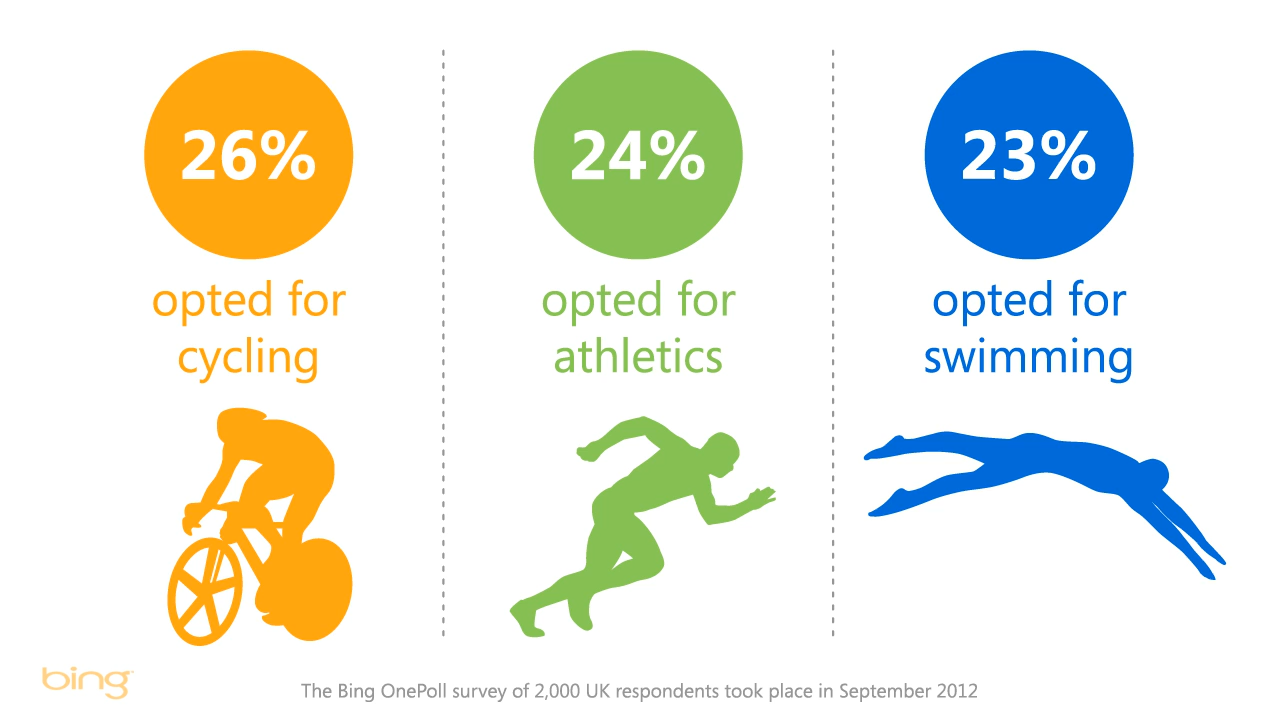 26%
opted for
cycling
24%
opted for
athletics
23%
opted for
swimming
bing
The Bing OnePoll survey of 2,000 UK respondents took place in September 2012